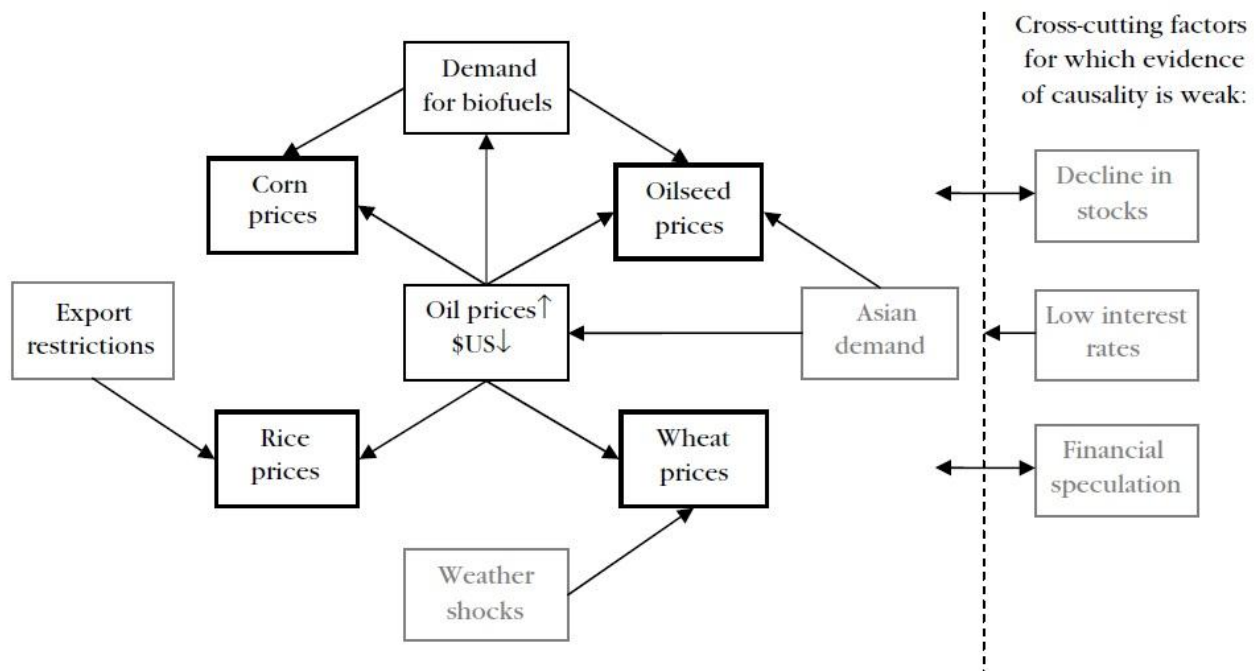 Cross-cutting factors
for which evidence
of causality is weak:
Demand
for biofuels
Corn
prices
Oilseed
prices
Decline in
stocks
Export
restrictions
Oil prices↑
$US↓
Asian
demand
Low interest
rates
Rice
prices
Wheat
prices
Financial
speculation
Weather
shocks